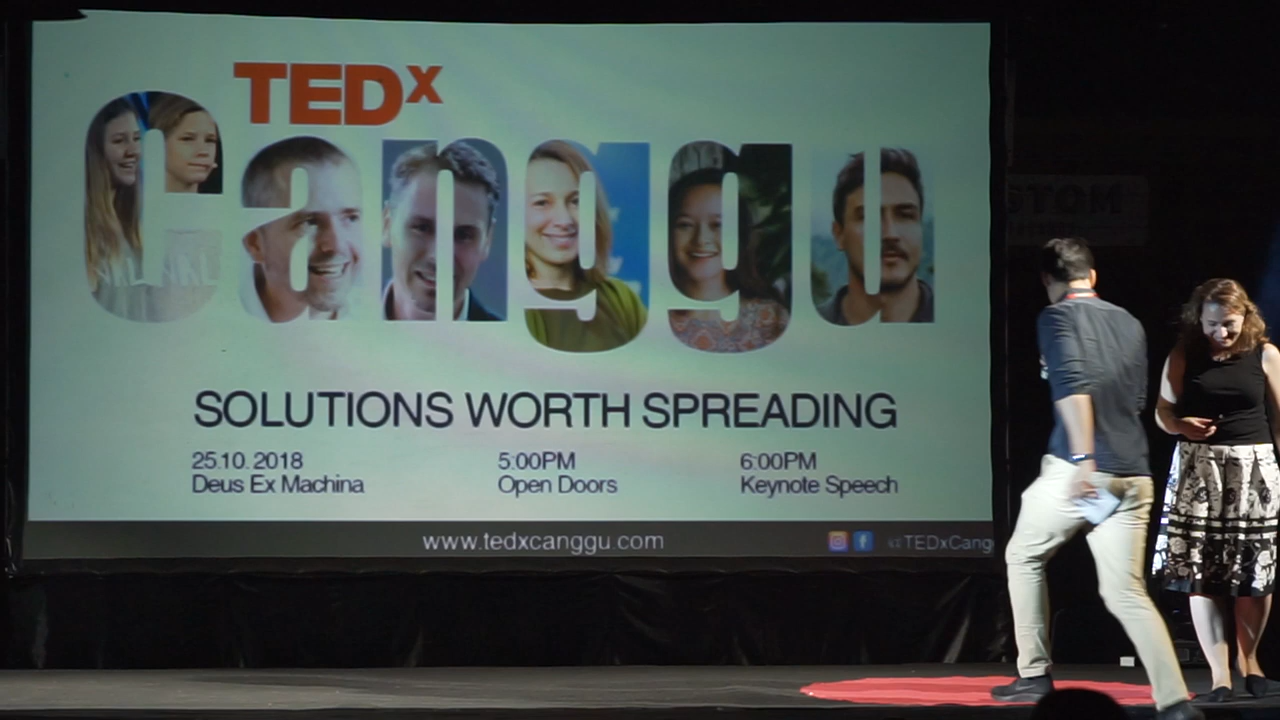 TEDx
Canggu
SOLUTIONS WORTH SPREADING
25.10.2018
Deus Ex Machina
5:00PM
Open Doors
6:00PM
Keynote Speech
www.tedxcanggu.com
@TEDxCang